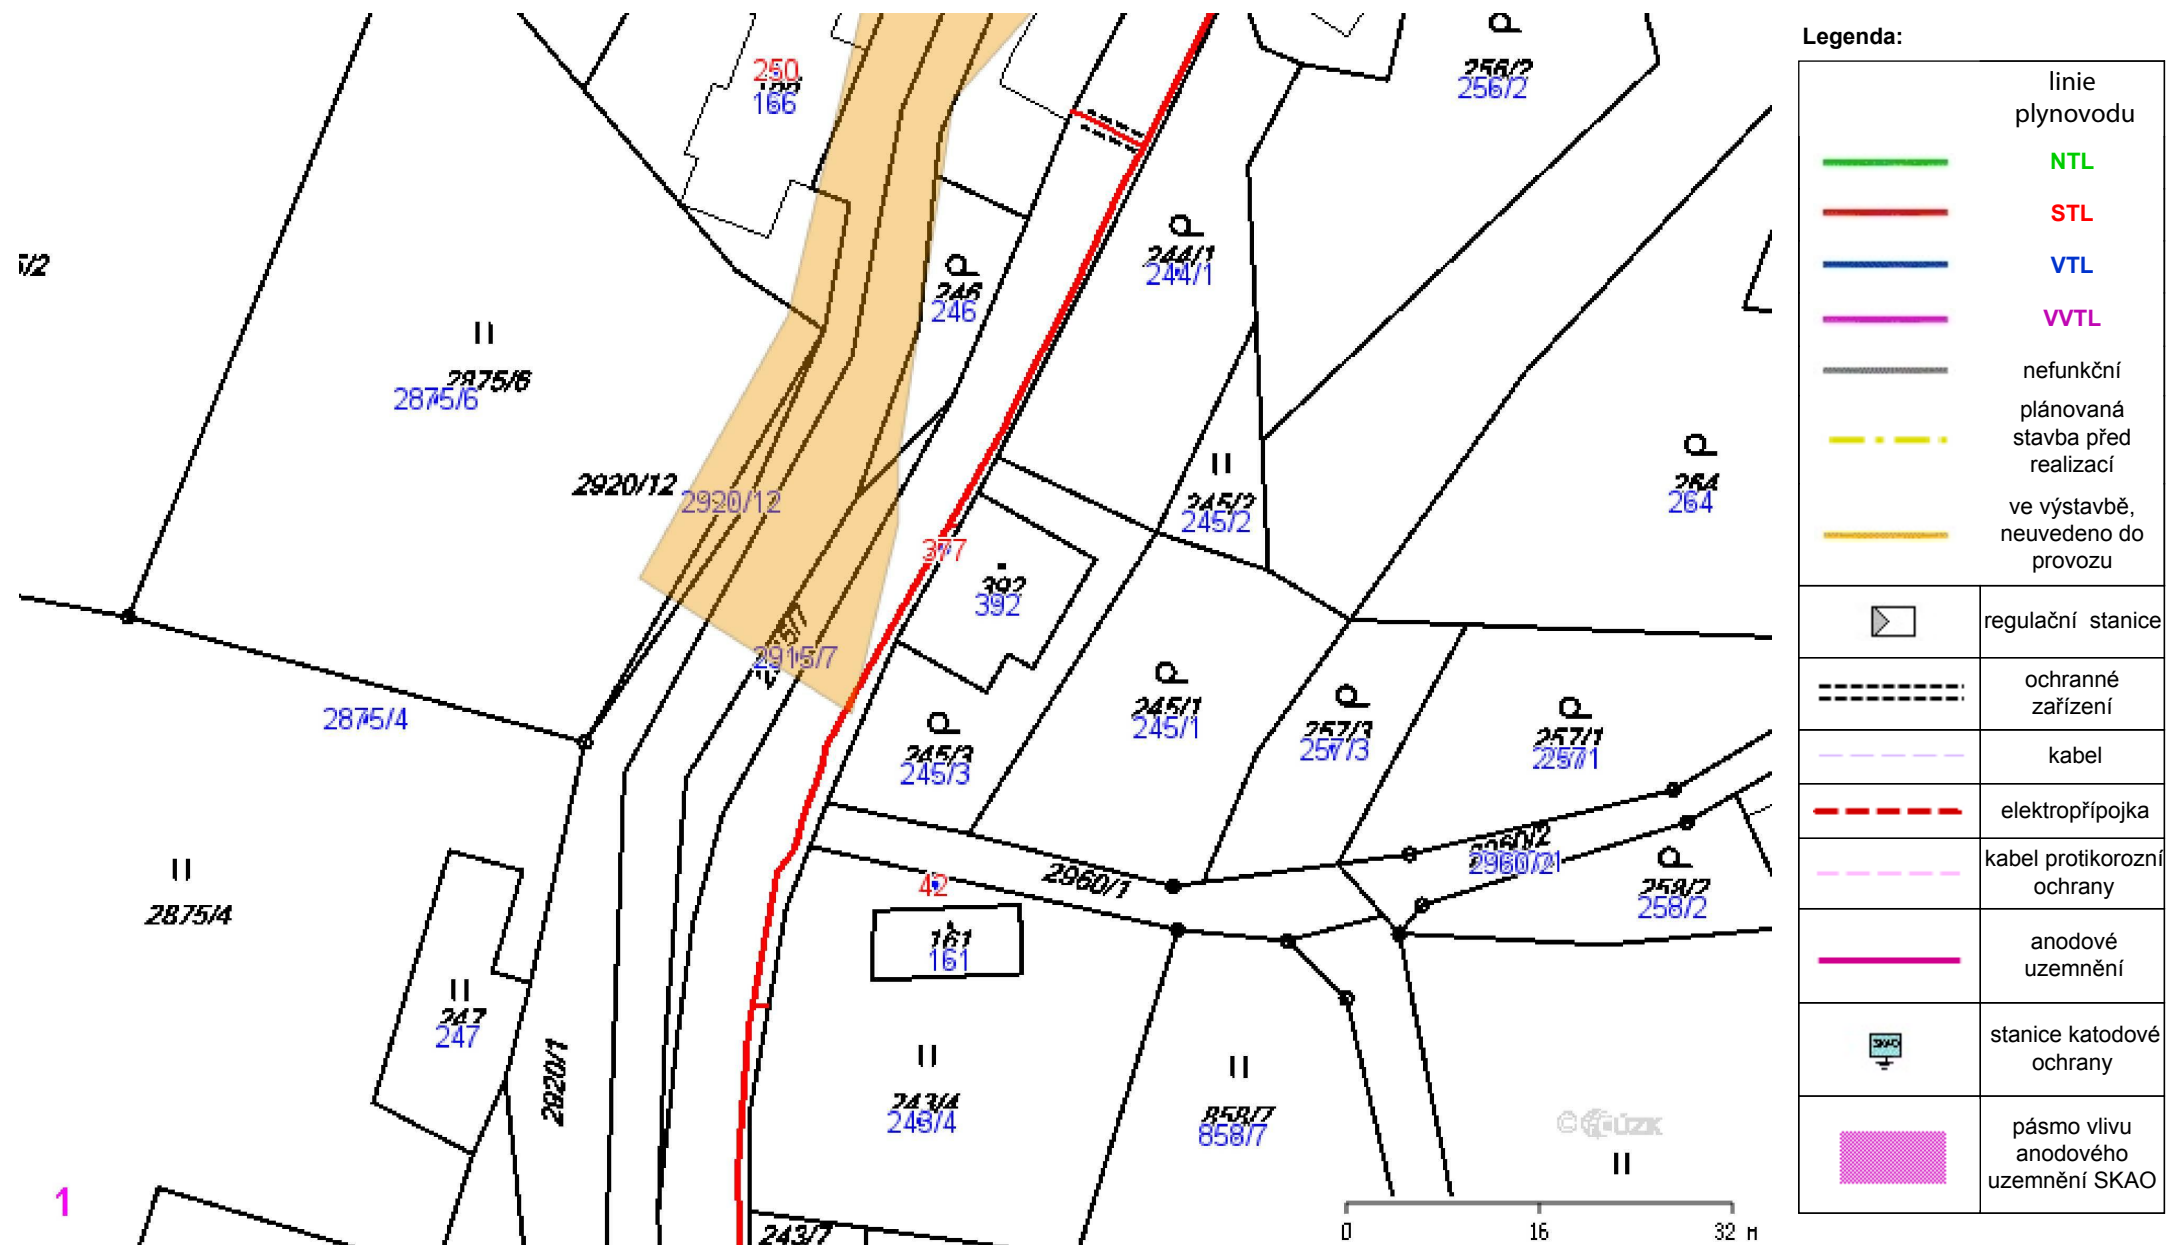 250
166
256/2
256/2
244/1
244/1
5/2
246
246
2875/6
2875/6
2920/12
2920/12
245/2
245/2
264
264
377
392
392
2915/7
2875/4
245/3
245/3
245/1
245/1
257/3
257/3
257/1
257/1
2960/2
2960/2
2960/1
42
161
161
258/2
258/2
2875/4
247
247
2920/1
243/4
243/4
858/7
858/7
1
243/7
© ČÚZK
0 16 32 m
Legenda:
linie
plynovodu
NTL
STL
VTL
VVTL
nefunkční
plánovaná
stavba před
realizací
ve výstavbě,
neuvedeno do
provozu
regulační stanice
ochranné
zařízení
kabel
elektropřípojka
kabel protikorozní
ochrany
anodové
uzemnění
SKAO
stanice katodové
ochrany
pásmo vlivu
anodového
uzemnění SKAO